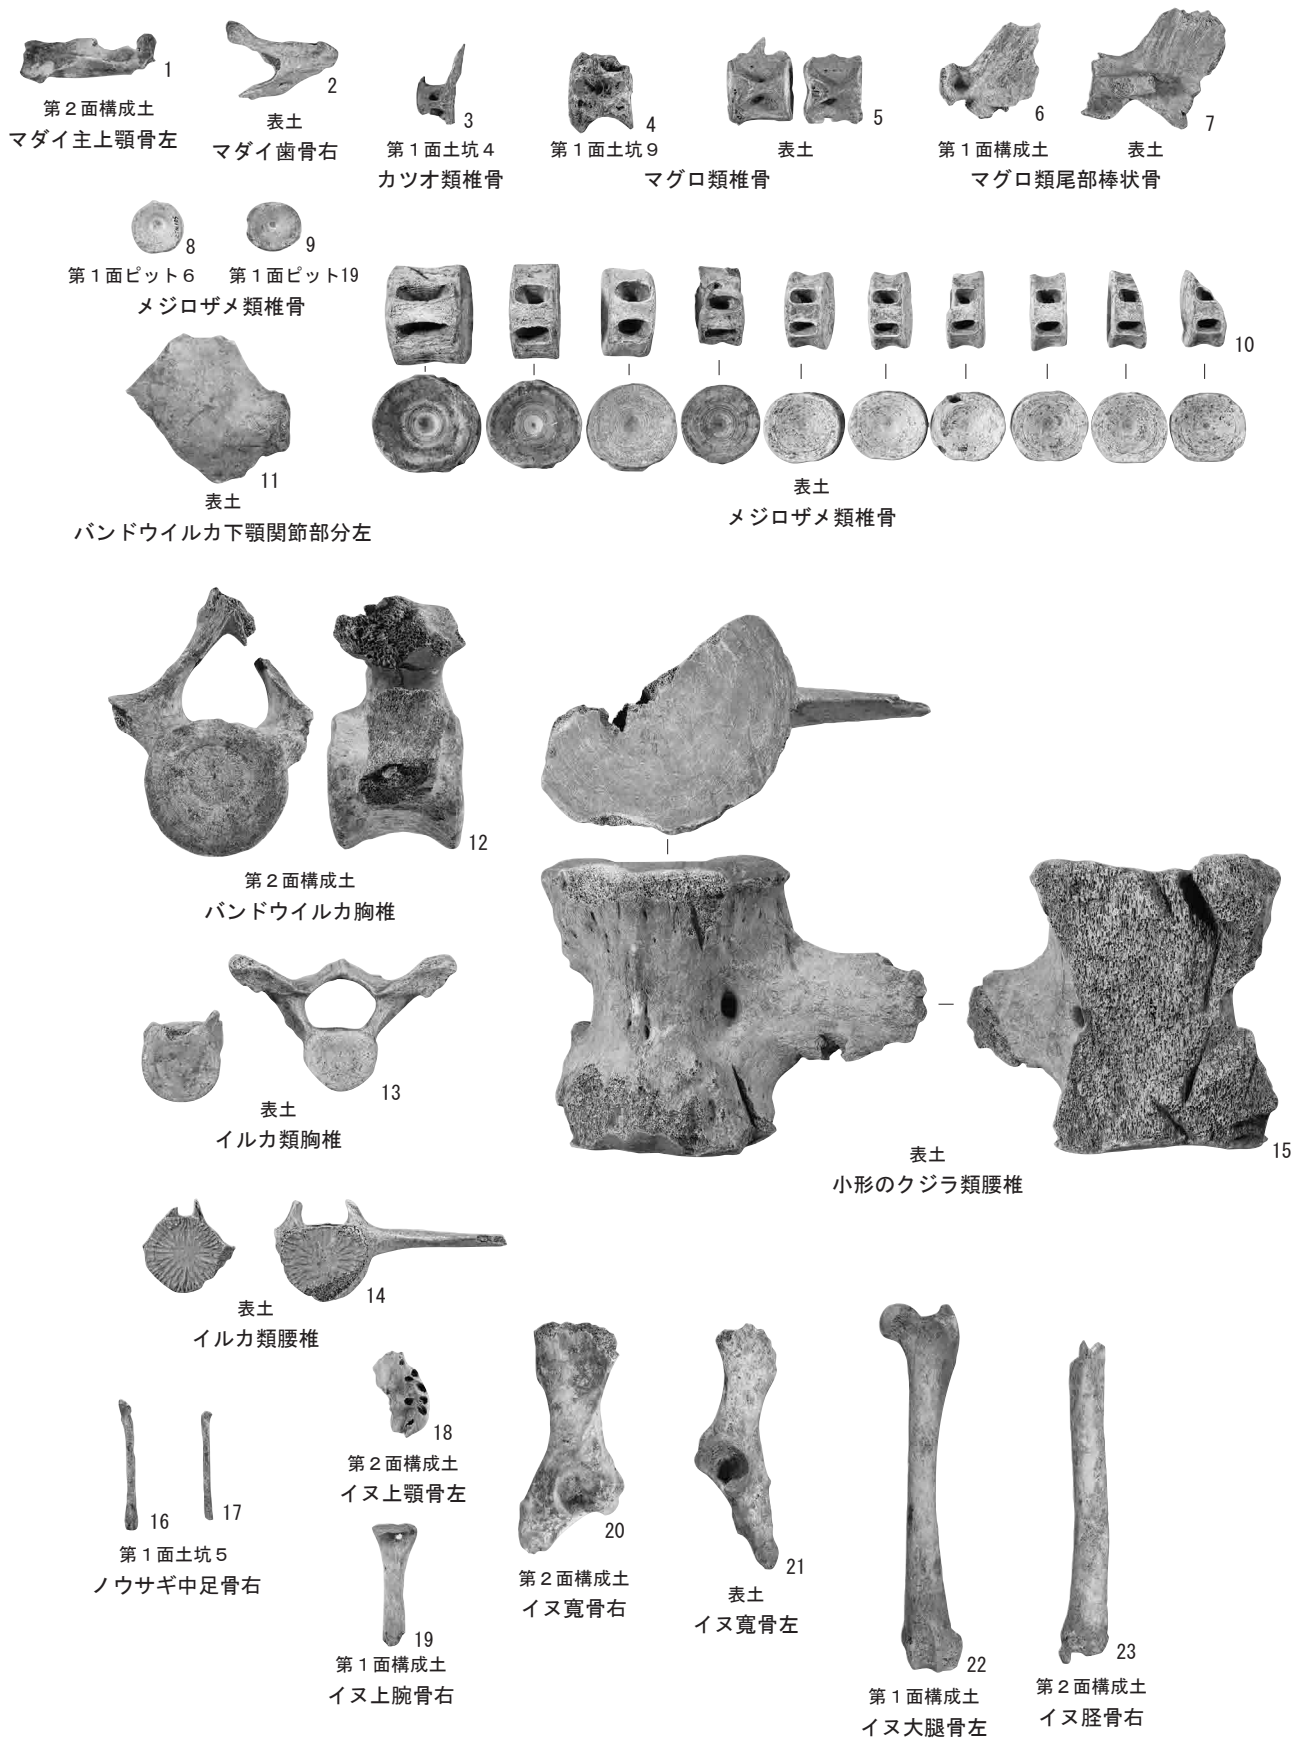 1
第２面構成土
マダイ主上顎骨左
2
表土
マダイ歯骨右
3
第１面土坑４
カツオ類椎骨
4
第１面土坑９
5
表土
マグロ類椎骨
6
第１面構成土
7
表土
マグロ類尾部棒状骨
8
第１面ピット６
9
第１面ピット19
メジロザメ類椎骨
10
表土
メジロザメ類椎骨
11
表土
バンドウイルカ下顎関節部分左
12
第２面構成土
バンドウイルカ胸椎
13
表土
イルカ類胸椎
14
表土
イルカ類腰椎
15
表土
小形のクジラ類腰椎
16
17
第１面土坑５
ノウサギ中足骨右
18
第２面構成土
イヌ上顎骨左
19
第１面構成土
イヌ上腕骨右
20
第２面構成土
イヌ寛骨右
21
表土
イヌ寛骨左
22
第１面構成土
イヌ大腿骨左
23
第２面構成土
イヌ脛骨右